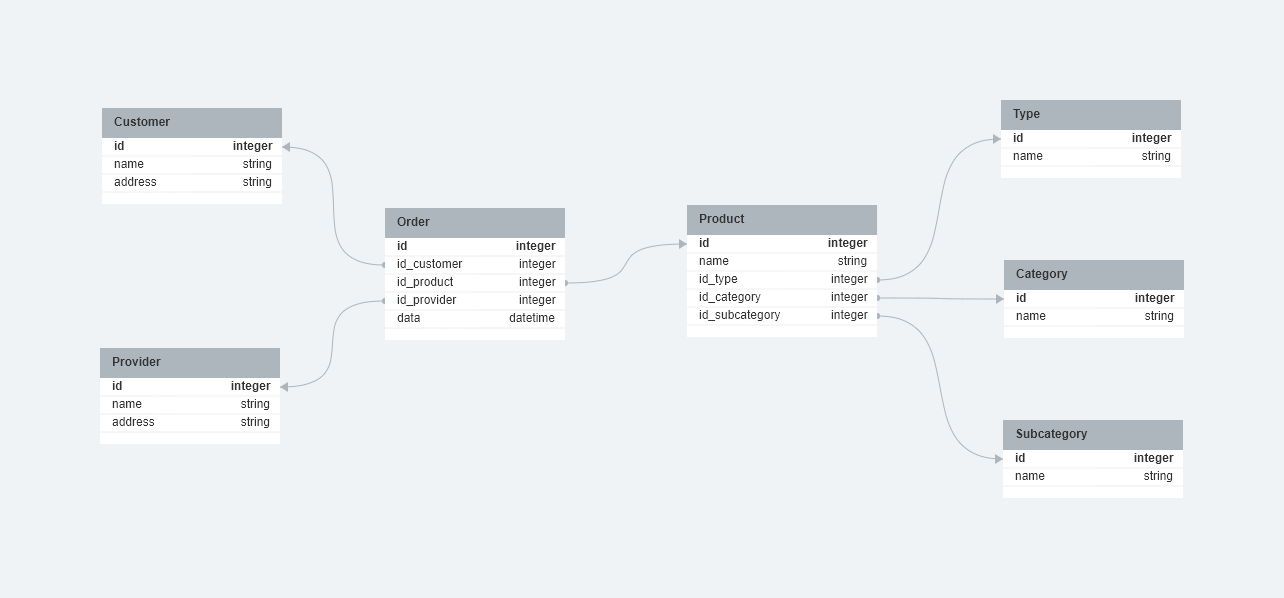 Customer
id integer
name string
address string
Provider
id integer
name string
address string
Order
id integer
id_customer integer
id_product integer
id_provider integer
data datetime
Product
id integer
name string
id_type integer
id_category integer
id_subcategory integer
Type
id integer
name string
Category
id integer
name string
Subcategory
id integer
name string